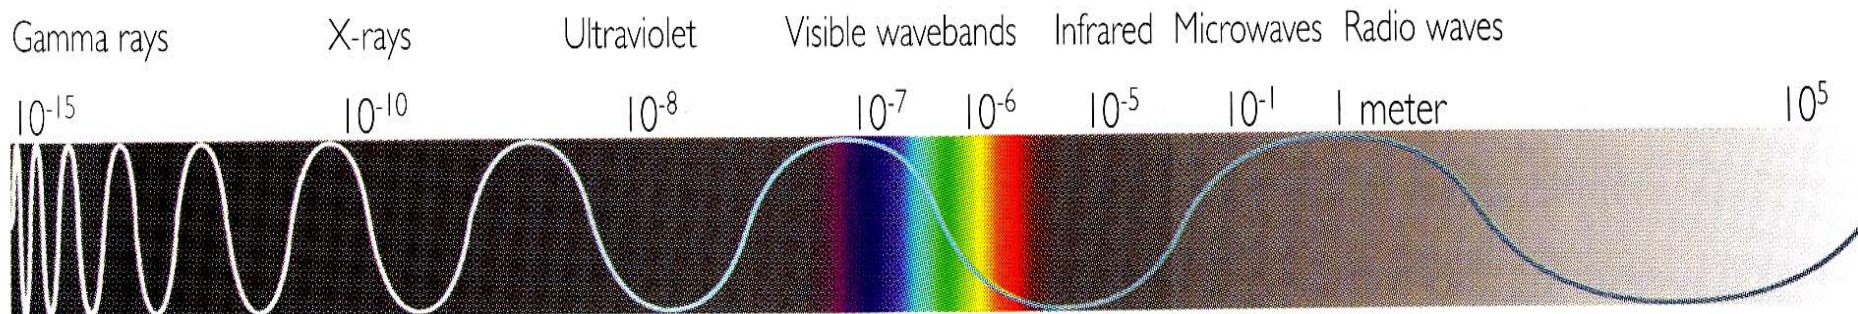 Gamma rays X-rays Ultraviolet Visible wavebands Infrared Microwaves Radio waves
10⁻¹⁵ 10⁻¹⁰ 10⁻⁸ 10⁻⁷ 10⁻⁶ 10⁻⁵ 10⁻¹ 1 meter 10⁵